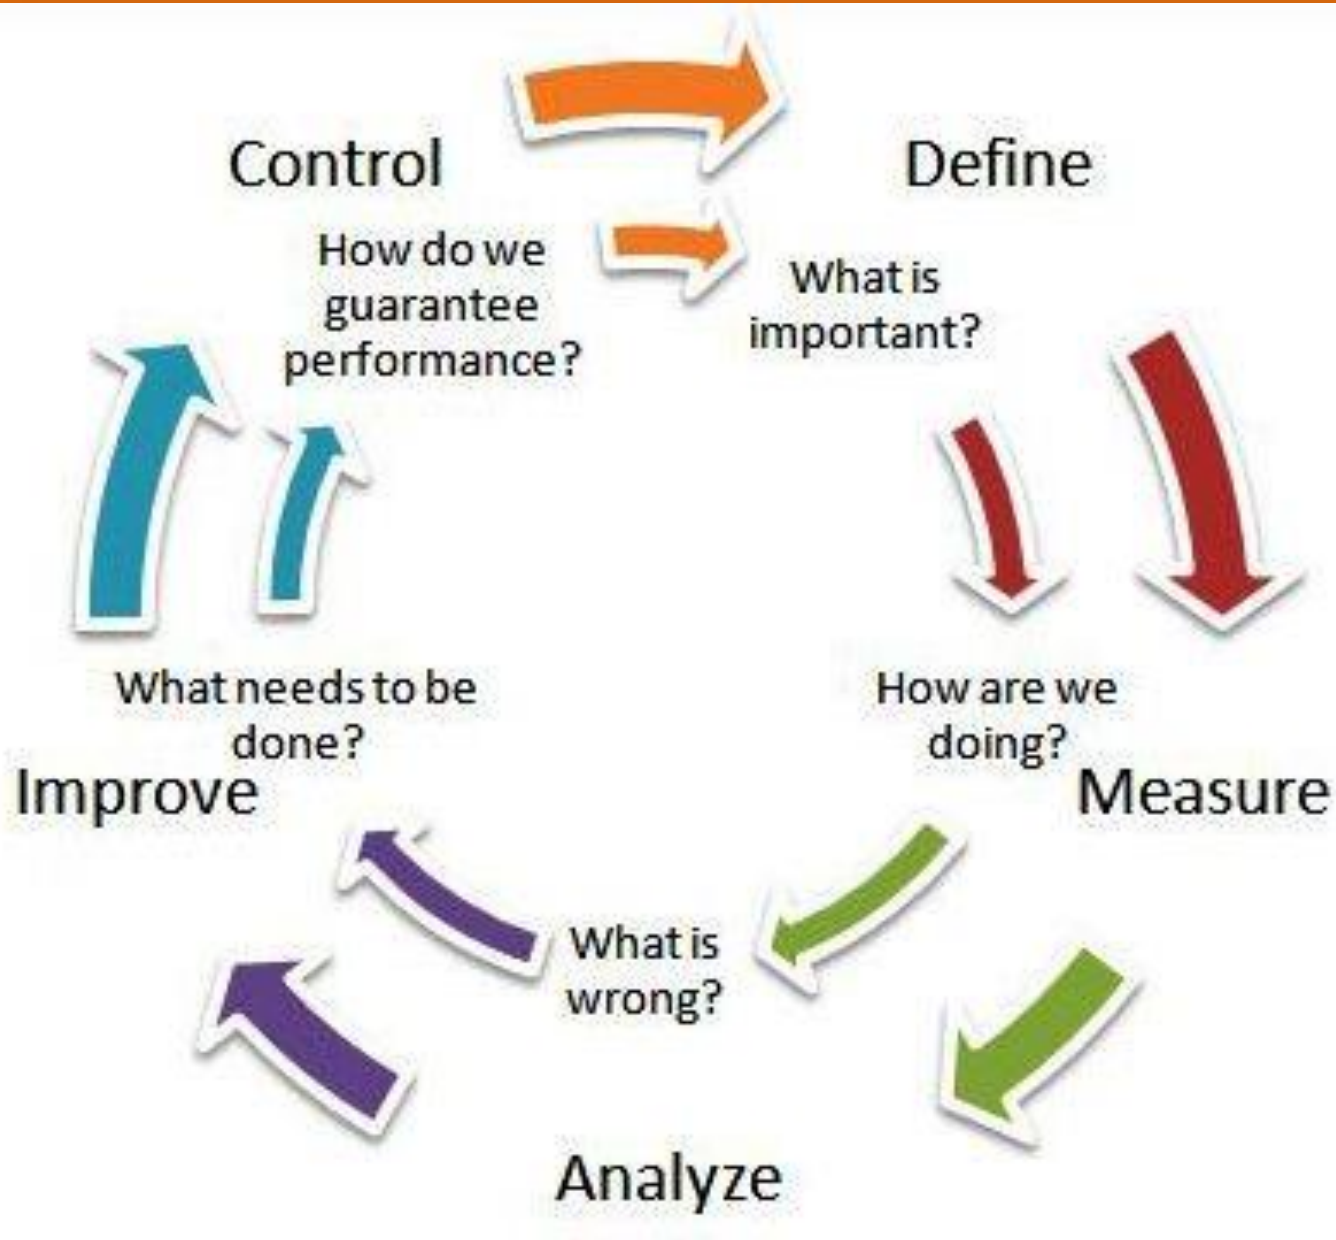 Control
Define
How do we
guarantee
performance?
What is
important?
What needs to be
done?
Improve
How are we
doing?
Measure
What is
wrong?
Analyze